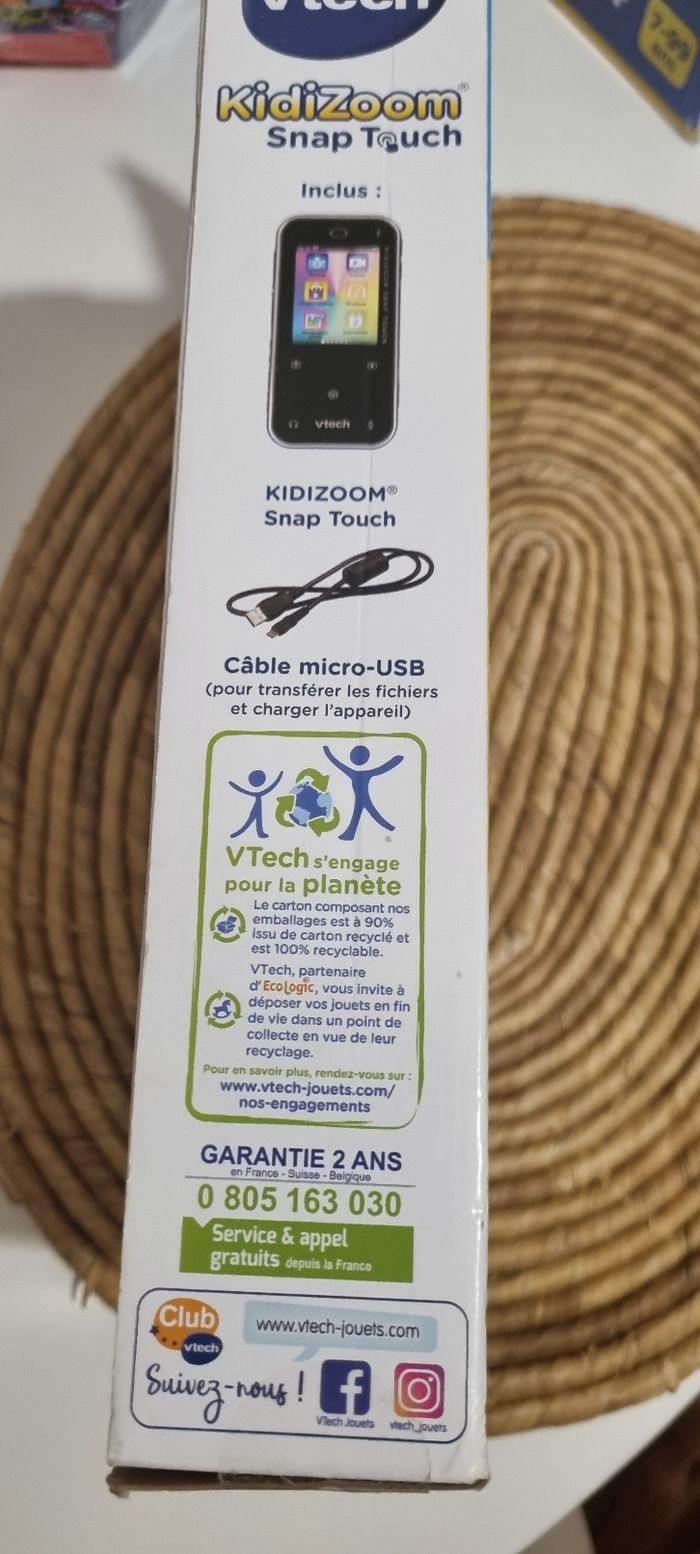 vtech
KidiZoom®
Snap Touch
Inclus :
KIDIZOOM SNAP TOUCH
vtech
KIDIZOOM®
Snap Touch
Câble micro-USB
(pour transférer les fichiers
et charger l'appareil)
VTech s'engage
pour la planète
Le carton composant nos
emballages est à 90%
issu de carton recyclé et
est 100% recyclable.
VTech, partenaire
d'EcoLogic, vous invite à
déposer vos jouets en fin
de vie dans un point de
collecte en vue de leur
recyclage.
Pour en savoir plus, rendez-vous sur :
www.vtech-jouets.com/
nos-engagements
GARANTIE 2 ANS
en France - Suisse - Belgique
0 805 163 030
Service & appel
gratuits depuis la France
Club
vtech
www.vtech-jouets.com
Suivez-nous !
VTech Jouets
vtech_jouets
7-99